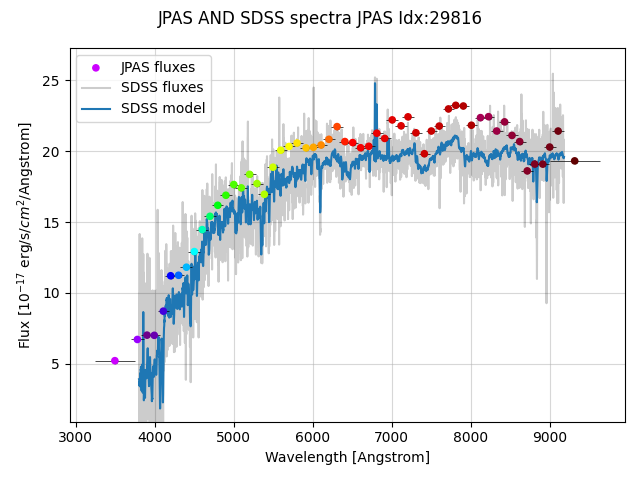 JPAS AND SDSS spectra JPAS Idx:29816
JPAS fluxes
SDSS fluxes
SDSS model
25
20
15
10
5
Flux [10^{-17} erg/s/cm^2/Angstrom]
3000 4000 5000 6000 7000 8000 9000
Wavelength [Angstrom]